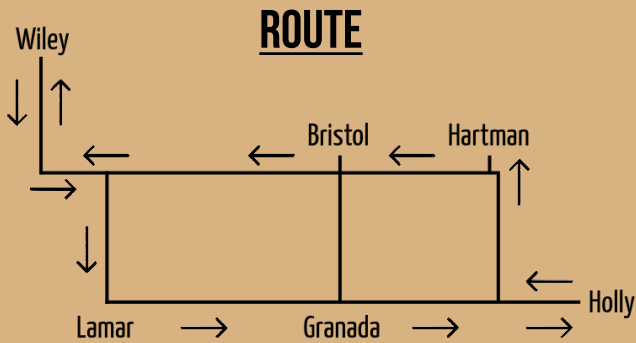 ROUTE
Wiley
Bristol
Hartman
Holly
Lamar
Granada